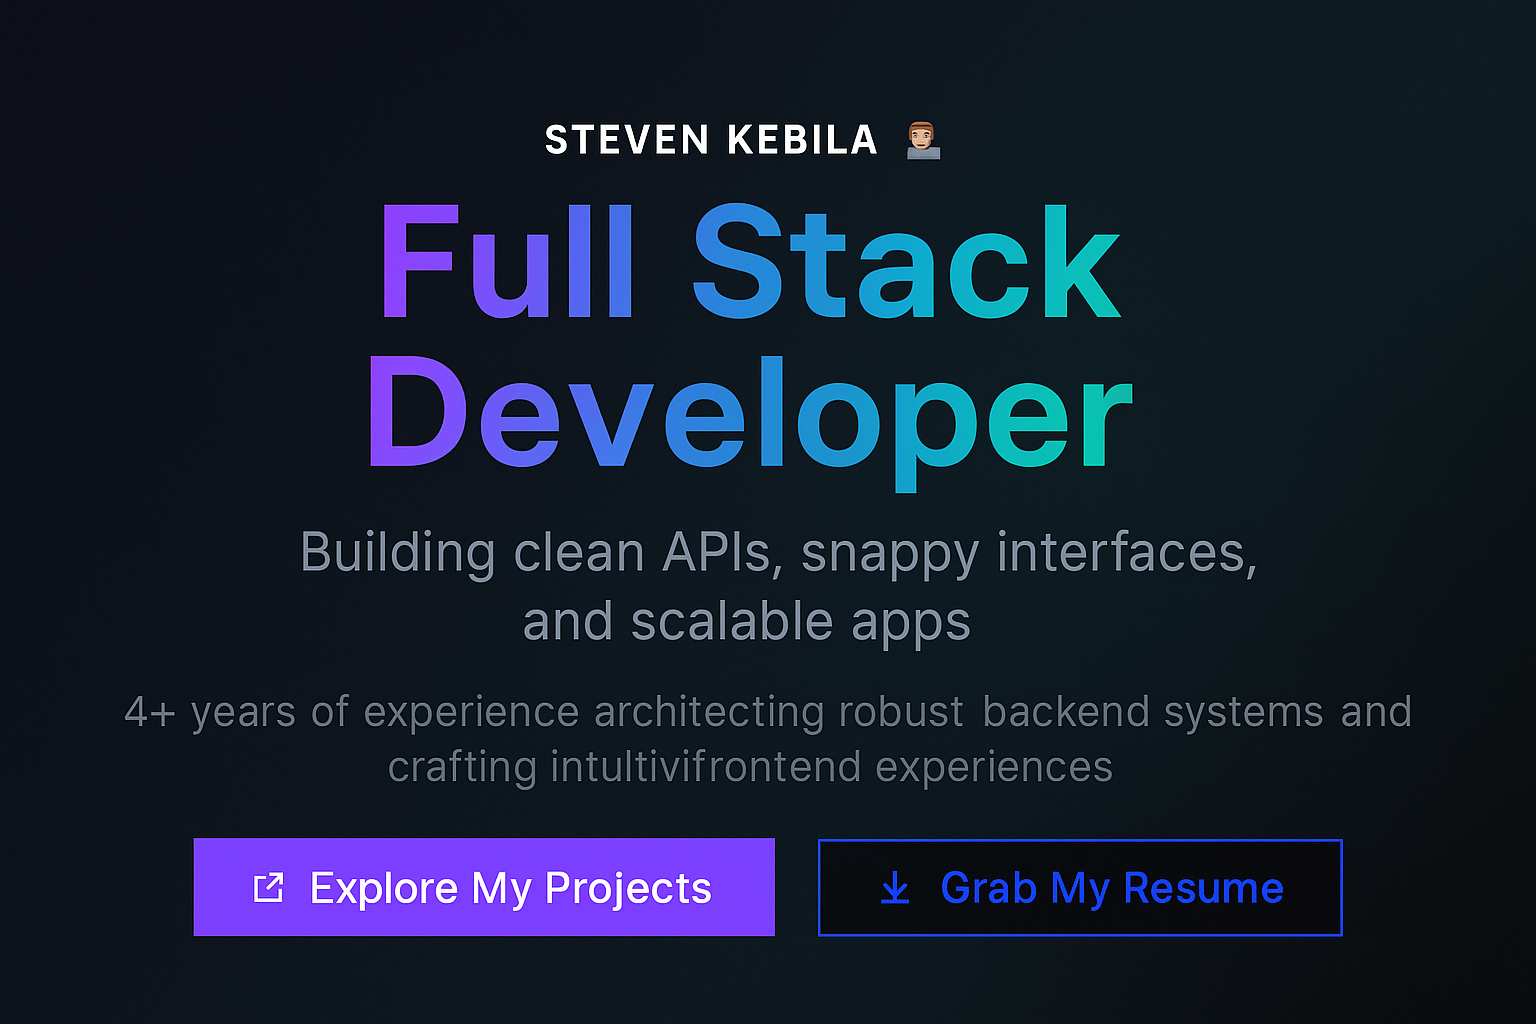 STEVEN KEBILA
Full Stack
Developer
Building clean APIs, snappy interfaces,
and scalable apps
4+ years of experience architecting robust backend systems and
crafting intultivifrontend experiences
Explore My Projects
Grab My Resume